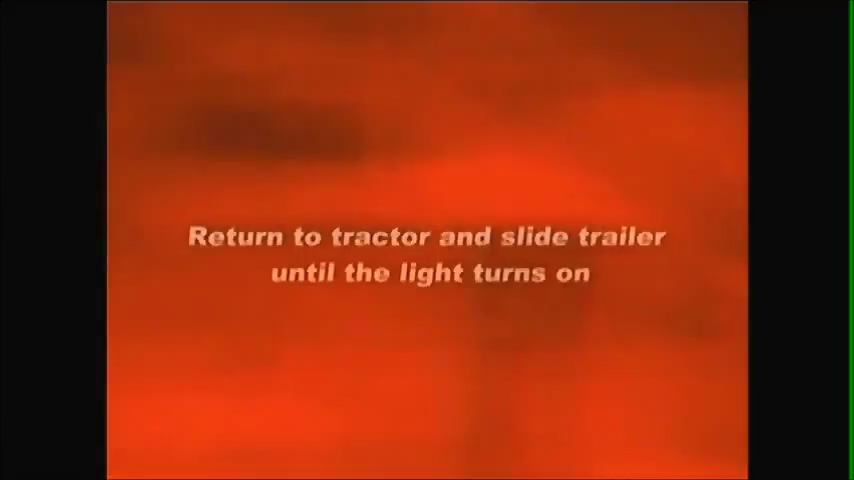 Return to tractor and slide trailer
until the light turns on